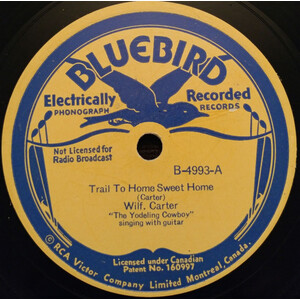 BLUEBIRD
Electrically Recorded
PHONOGRAPH RECORDS
Not Licensed for
Radio Broadcast
B-4993-A
Trail To Home Sweet Home
(Carter)
Wilf. Carter
"The Yodeling Cowboy"
singing with guitar
Licensed under Canadian
Patent No. 160997
© RCA Victor Company Limited Montreal, Canada.